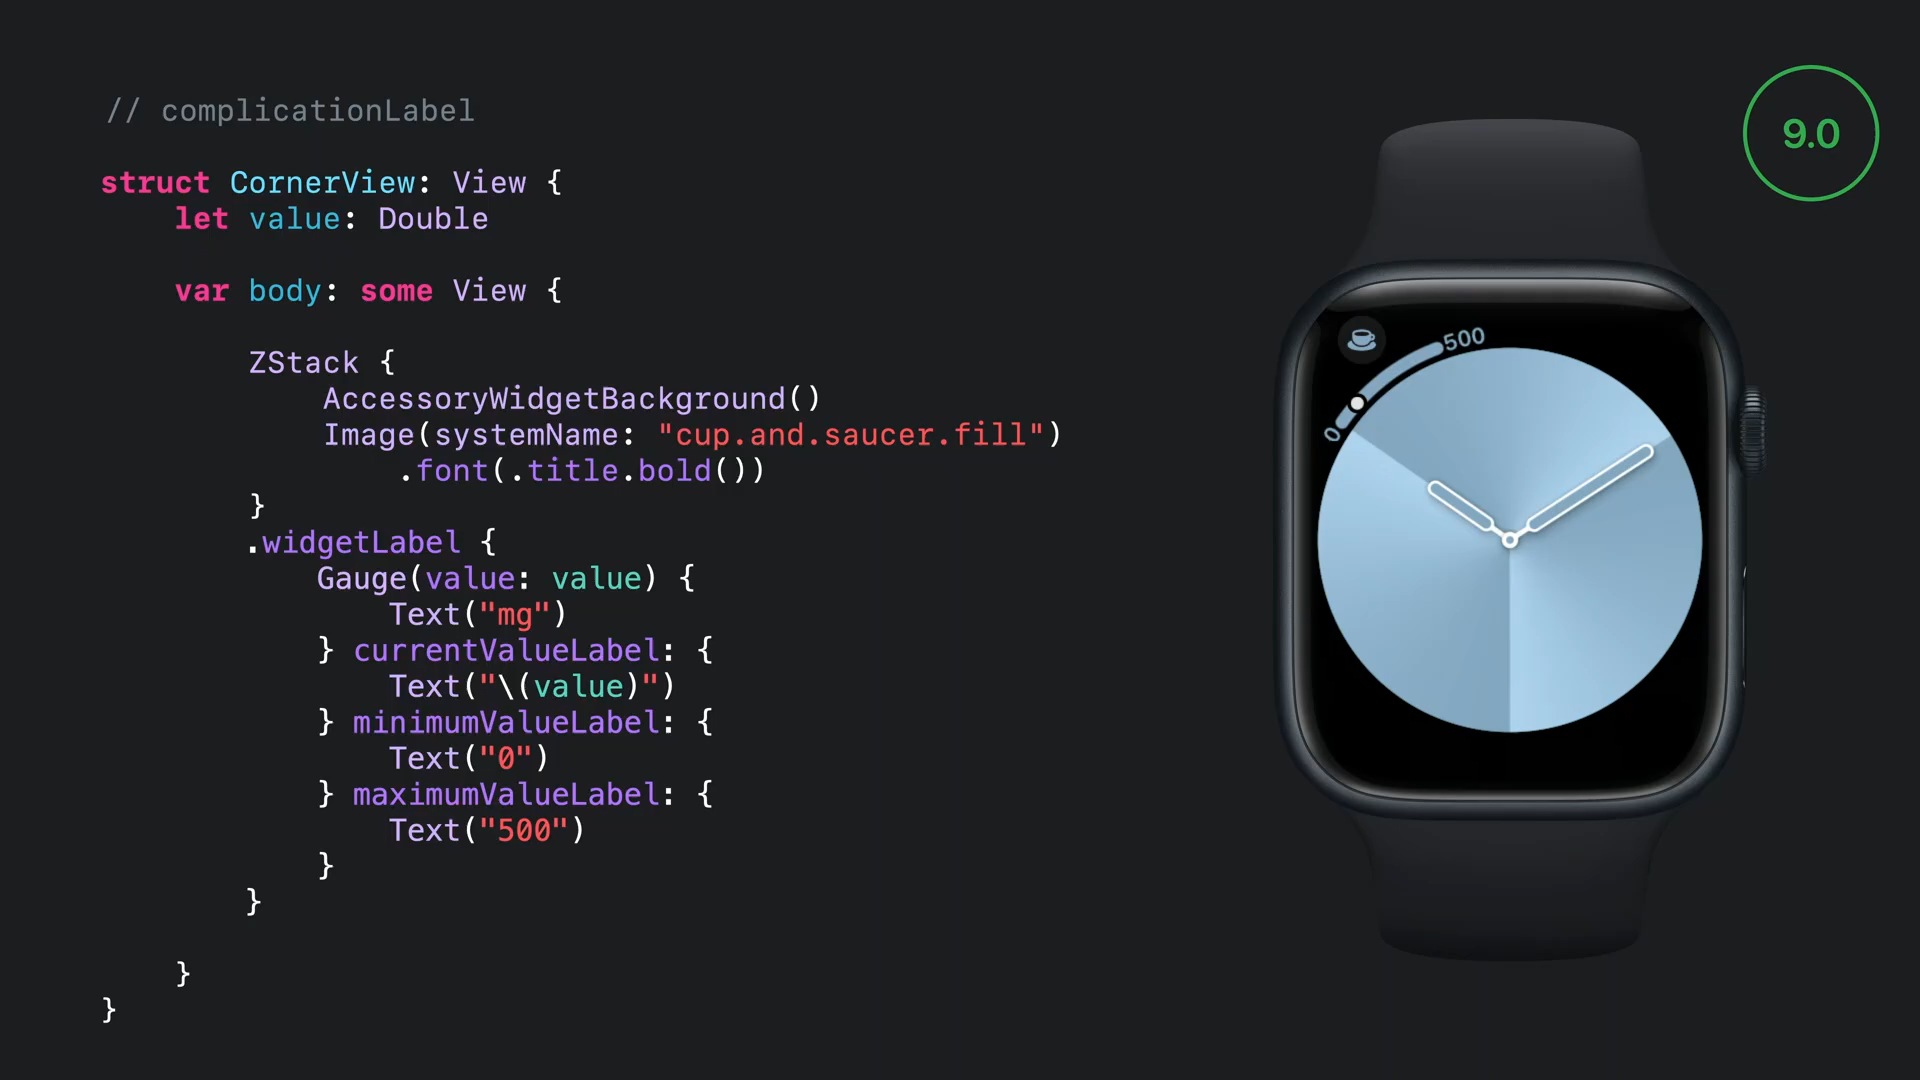 // complicationLabel
struct CornerView: View {
let value: Double
var body: some View {
ZStack {
AccessoryWidgetBackground()
Image(systemName: "cup.and.saucer.fill")
.font(.title.bold())
}
.widgetLabel {
Gauge(value: value) {
Text("mg")
} currentValueLabel: {
Text("\(value)")
} minimumValueLabel: {
Text("0")
} maximumValueLabel: {
Text("500")
}
}
}
}
9.0
500
0